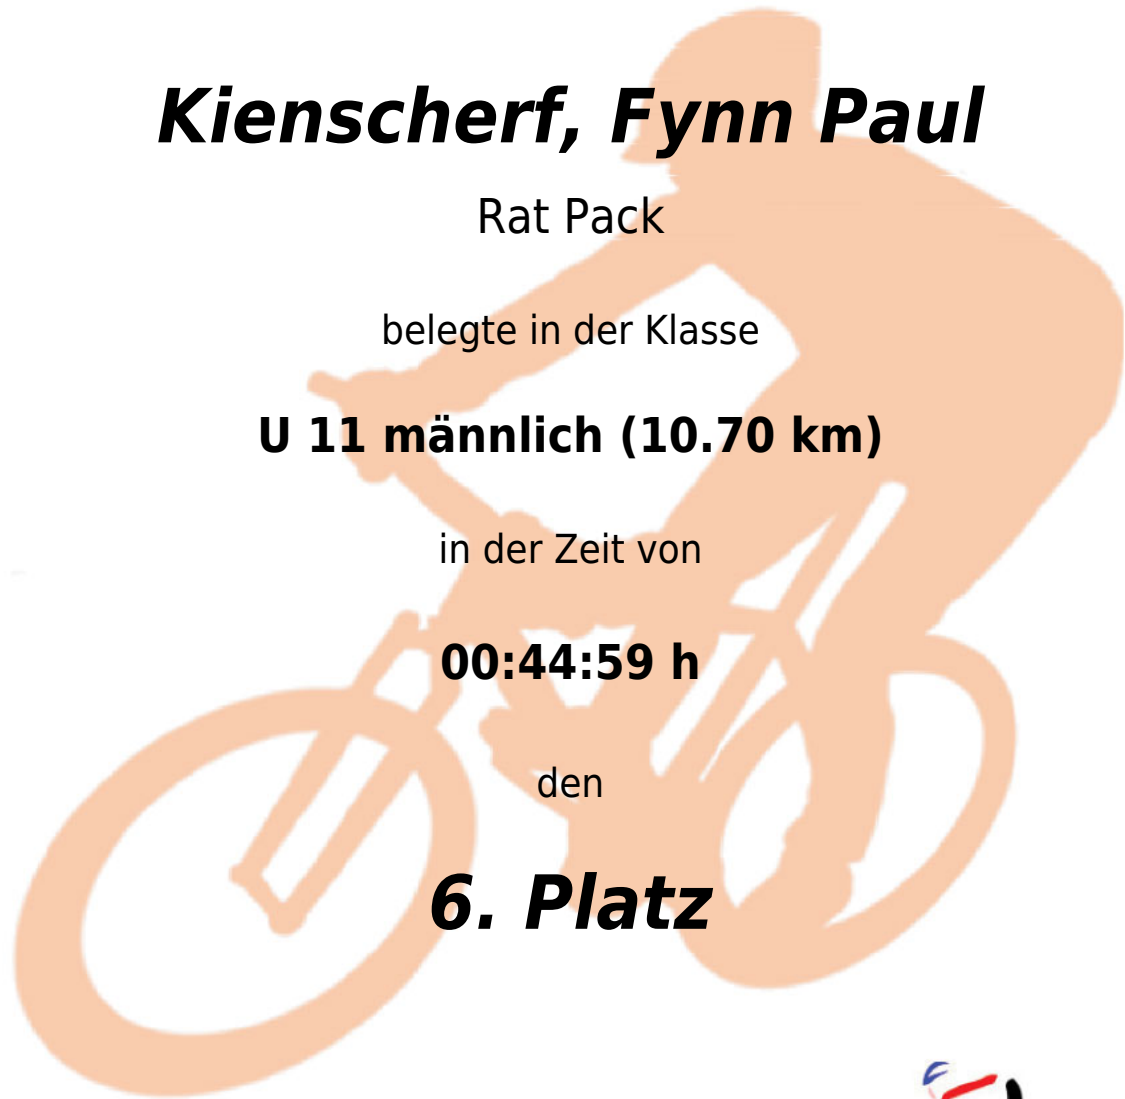 Kienscherf, Fynn Paul
Rat Pack
belegte in der Klasse
U 11 männlich (10.70 km)
in der Zeit von
00:44:59 h
den
6. Platz